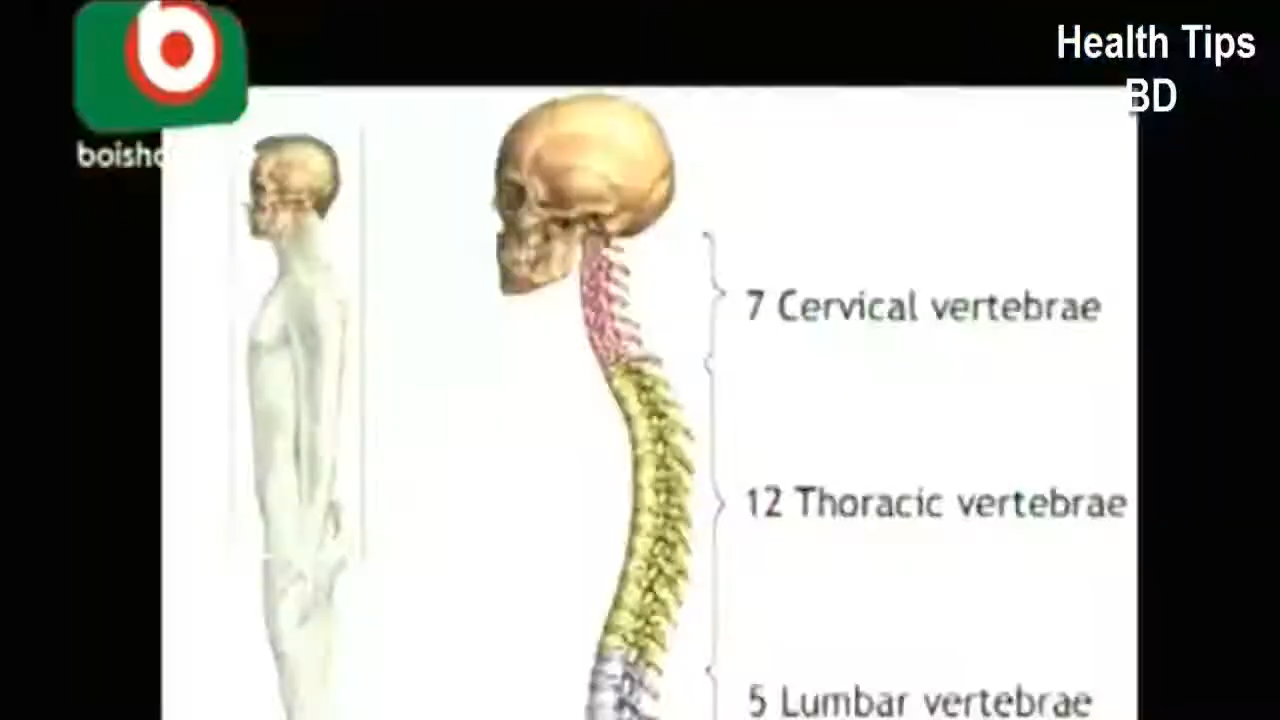 Health Tips
BD
7 Cervical vertebrae
12 Thoracic vertebrae
5 Lumbar vertebrae